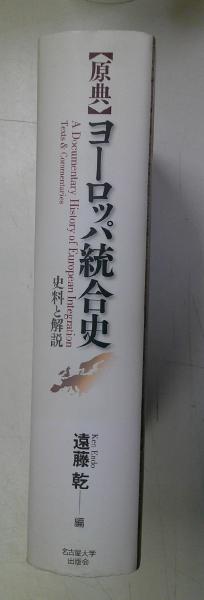 【原典】ヨーロッパ統合史
A Documentary History of European Integration
Texts & Commentaries
史料と解説
Ken Endo
遠藤 乾──編
名古屋大学
出版会